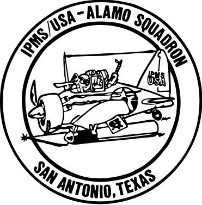 IPMS/USA-ALAMO SQUADRON
SAN ANTONIO, TEXAS